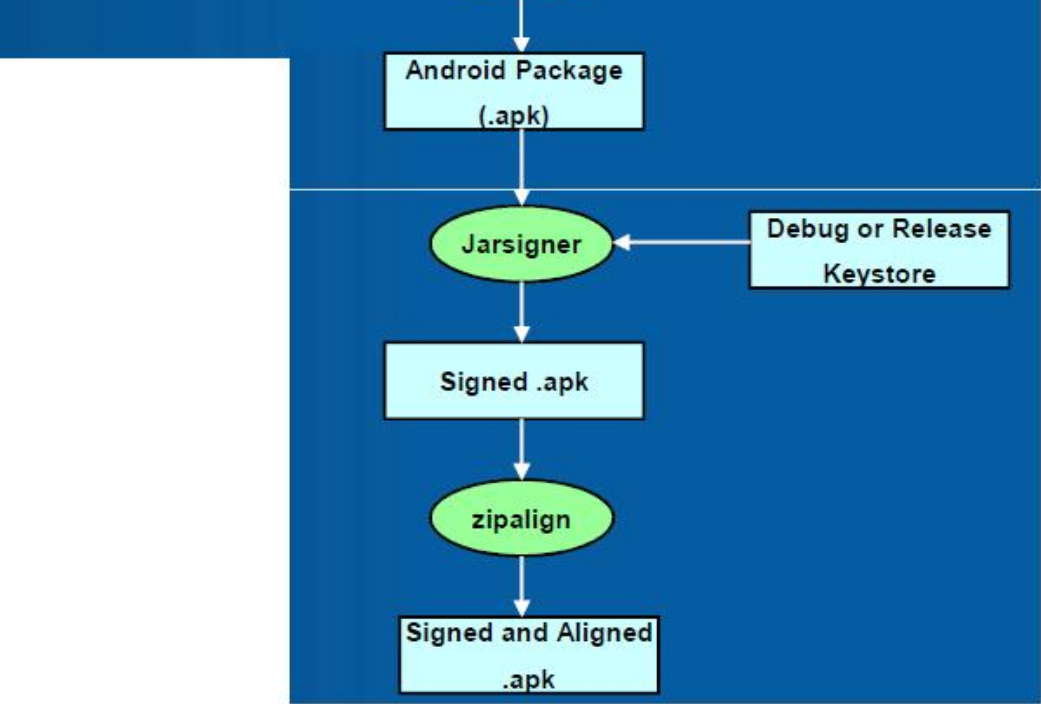 Android Package
(.apk)
Jarsigner
Debug or Release
Keystore
Signed .apk
zipalign
Signed and Aligned
.apk